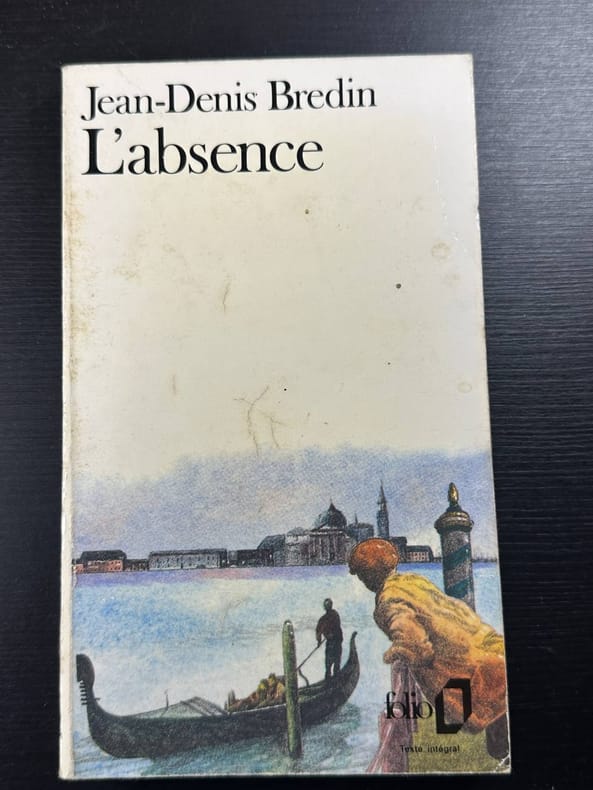 Jean-Denis Bredin
L'absence
folio
Texte intégral